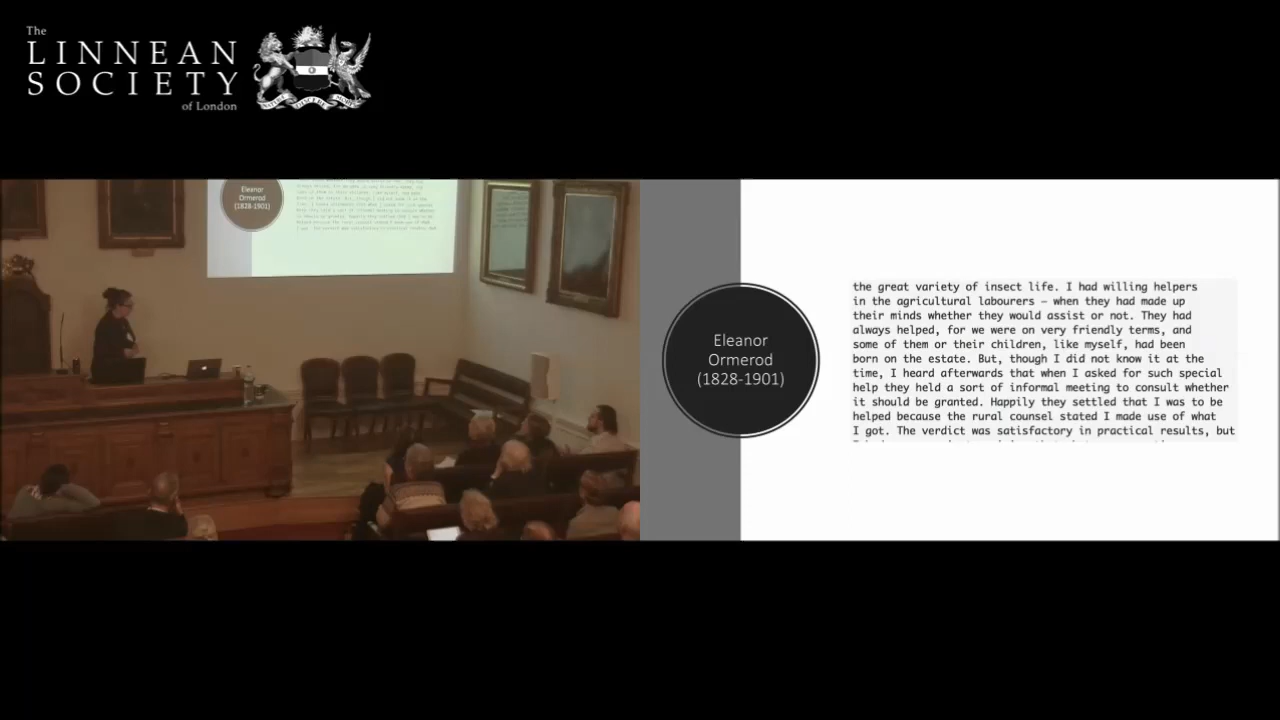 The
LINNEAN
SOCIETY
of London
Eleanor
Ormerod
(1828-1901)
Eleanor
Ormerod
(1828-1901)
the great variety of insect life. I had willing helpers
in the agricultural labourers – when they had made up
their minds whether they would assist or not. They had
always helped, for we were on very friendly terms, and
some of them or their children, like myself, had been
born on the estate. But, though I did not know it at the
time, I heard afterwards that when I asked for such special
help they held a sort of informal meeting to consult whether
it should be granted. Happily they settled that I was to be
helped because the rural counsel stated I made use of what
I got. The verdict was satisfactory in practical results, but